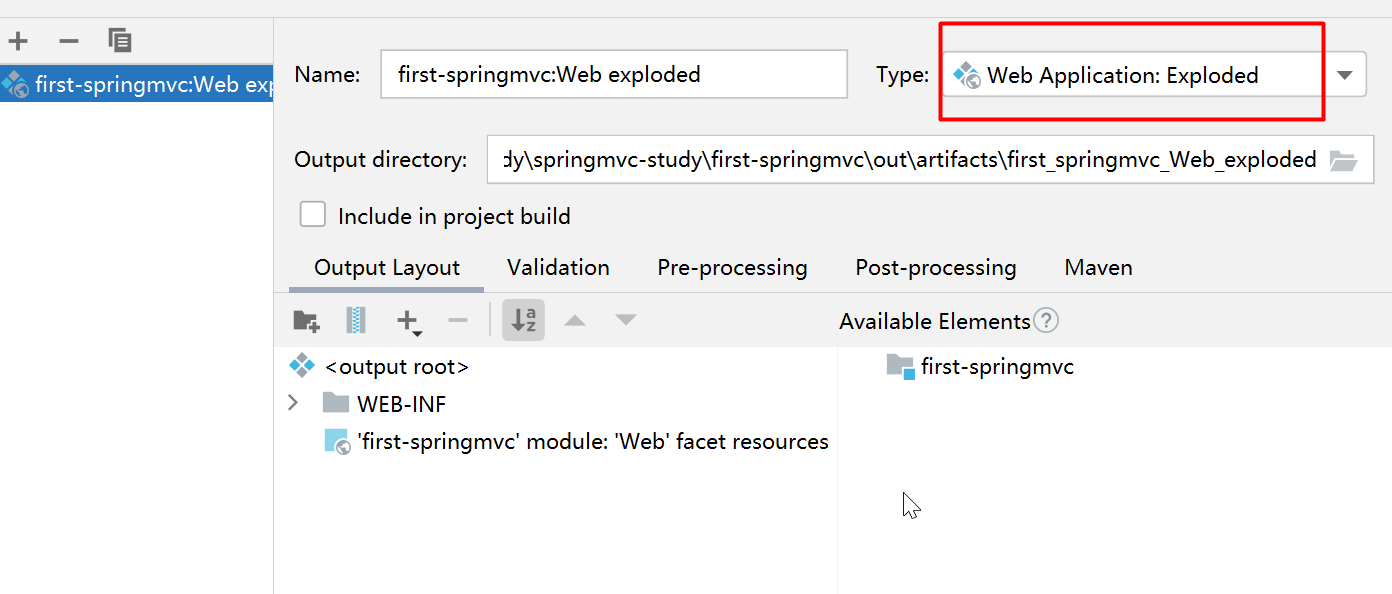 first-springmvc:Web exp
Name: first-springmvc:Web exploded
Type: Web Application: Exploded
Output directory: dy\springmvc-study\first-springmvc\out\artifacts\first_springmvc_Web_exploded
Include in project build
Output Layout Validation Pre-processing Post-processing Maven
a
z
Available Elements ?
<output root>
first-springmvc
WEB-INF
'first-springmvc' module: 'Web' facet resources